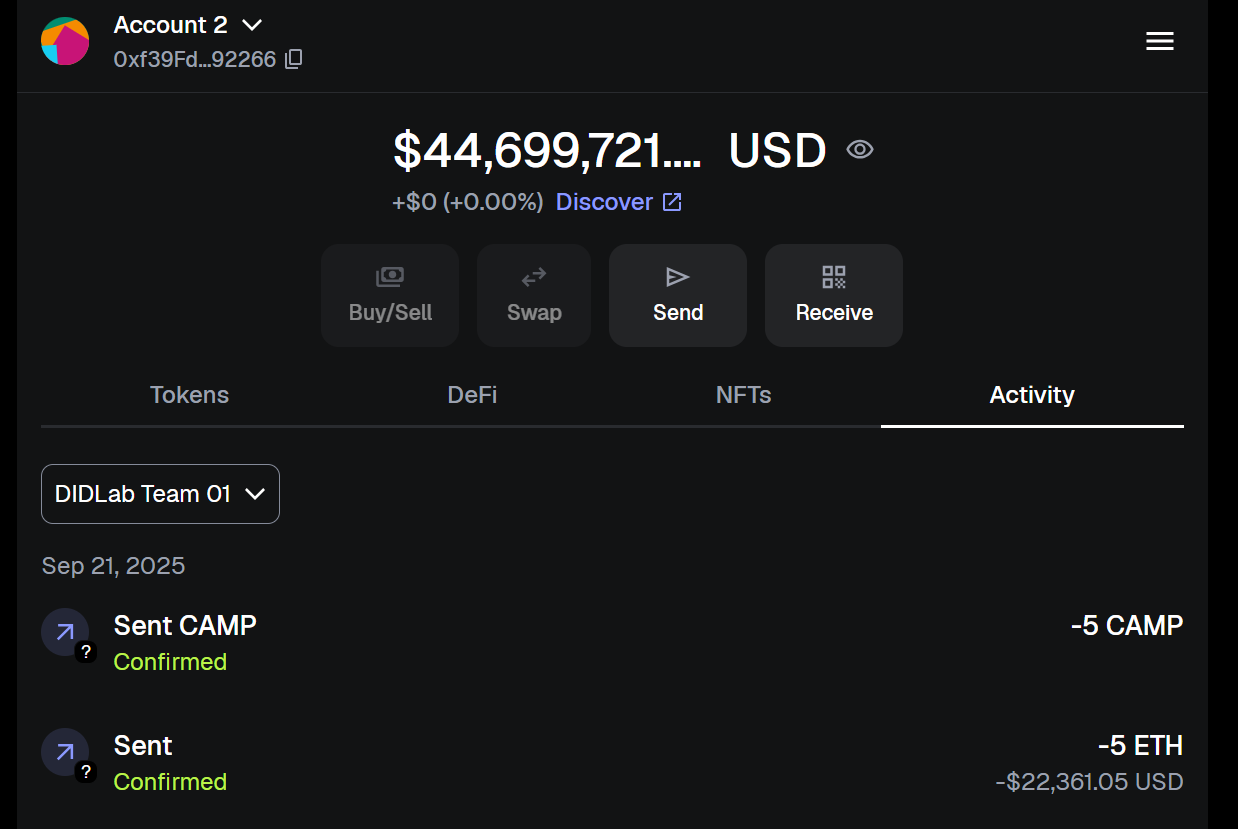 Account 2
0xf39Fd...92266
$44,699,721.... USD
+$0 (+0.00%) Discover
Buy/Sell
Swap
Send
Receive
Tokens
DeFi
NFTs
Activity
DIDLab Team 01
Sep 21, 2025
Sent CAMP
-5 CAMP
?
Confirmed
Sent
-5 ETH
?
Confirmed
-$22,361.05 USD